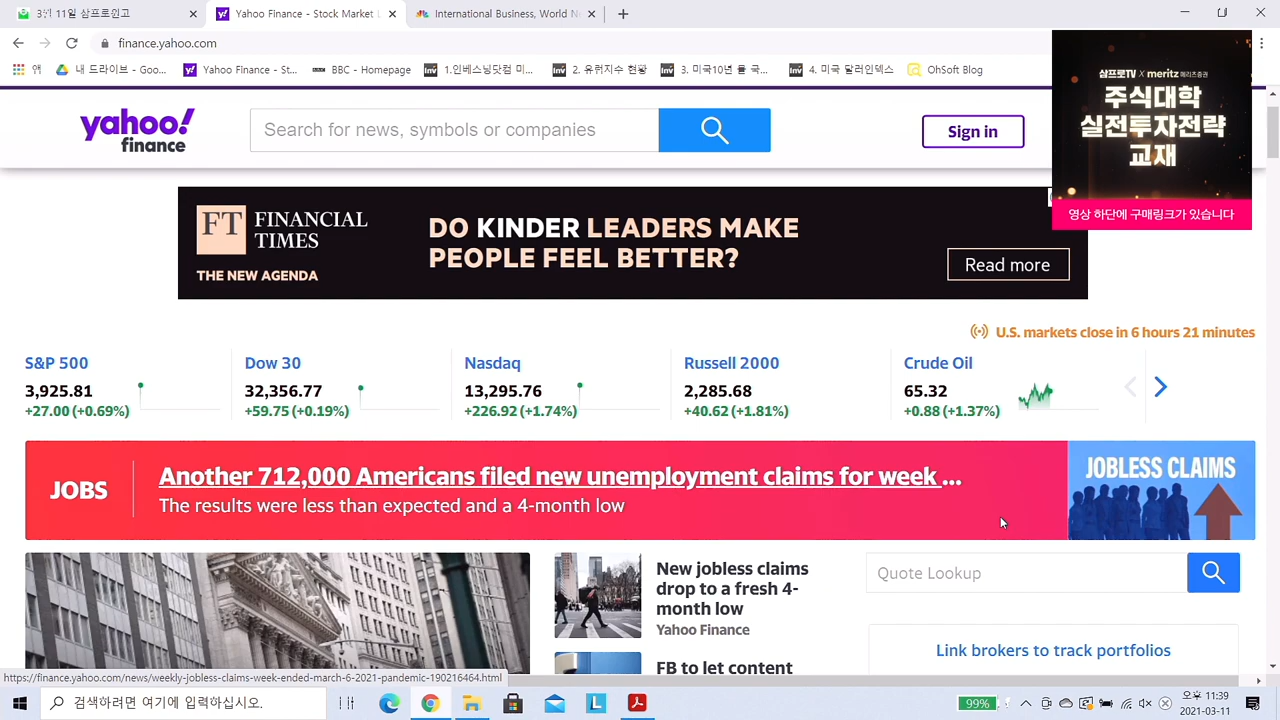 3월 11일 삼프로원고
Yahoo Finance - Stock Market L
International Business, World N
finance.yahoo.com
앱
내 드라이브 - Goo...
Yahoo Finance - St...
BBC - Homepage
1.인베스팅닷컴 미...
2. 유럽지수 현황
3. 미국10년 물 국...
4. 미국 달러인덱스
OhSoft Blog
삼프로TV X meritz 메리츠증권
주식대학
실전투자전략
교재
영상 하단에 구매링크가 있습니다
yahoo!
finance
Search for news, symbols or companies
Sign in
FT FINANCIAL
TIMES
THE NEW AGENDA
DO KINDER LEADERS MAKE
PEOPLE FEEL BETTER?
Read more
U.S. markets close in 6 hours 21 minutes
S&P 500
3,925.81
+27.00 (+0.69%)
Dow 30
32,356.77
+59.75 (+0.19%)
Nasdaq
13,295.76
+226.92 (+1.74%)
Russell 2000
2,285.68
+40.62 (+1.81%)
Crude Oil
65.32
+0.88 (+1.37%)
JOBS
Another 712,000 Americans filed new unemployment claims for week ...
The results were less than expected and a 4-month low
JOBLESS CLAIMS
New jobless claims
drop to a fresh 4-
month low
Yahoo Finance
FB to let content
Quote Lookup
Link brokers to track portfolios
https://finance.yahoo.com/news/weekly-jobless-claims-week-ended-march-6-2021-pandemic-190216464.html
검색하려면 여기에 입력하십시오.
99%
오후 11:39
2021-03-11